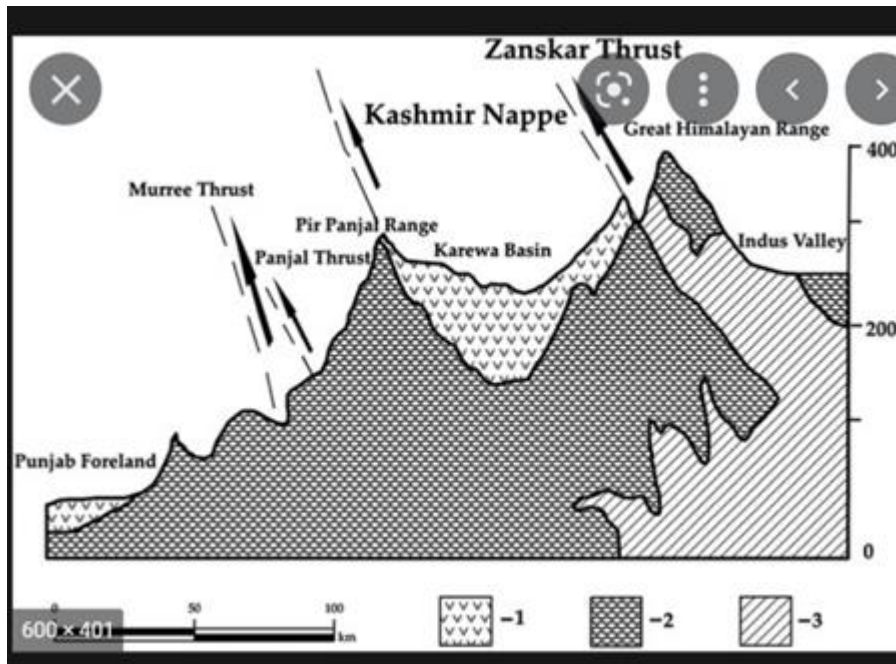 Zanskar Thrust
Kashmir Nappe
Great Himalayan Range
Murree Thrust
Pir Panjal Range
Panjal Thrust
Karewa Basin
Indus Valley
Punjab Foreland
400
200
0
0 50 100
km
600 × 401
-1
-2
-3